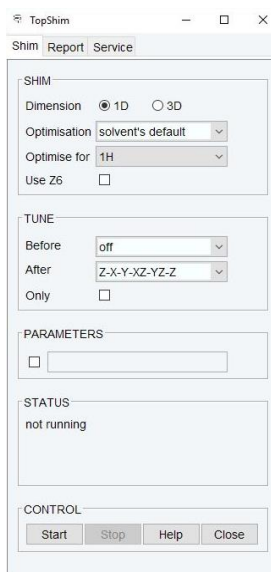 TopShim
Shim Report Service
SHIM
Dimension 1D 3D
Optimisation solvent's default
Optimise for 1H
Use Z6
TUNE
Before off
After Z-X-Y-XZ-YZ-Z
Only
PARAMETERS
STATUS
not running
CONTROL
Start Stop Help Close